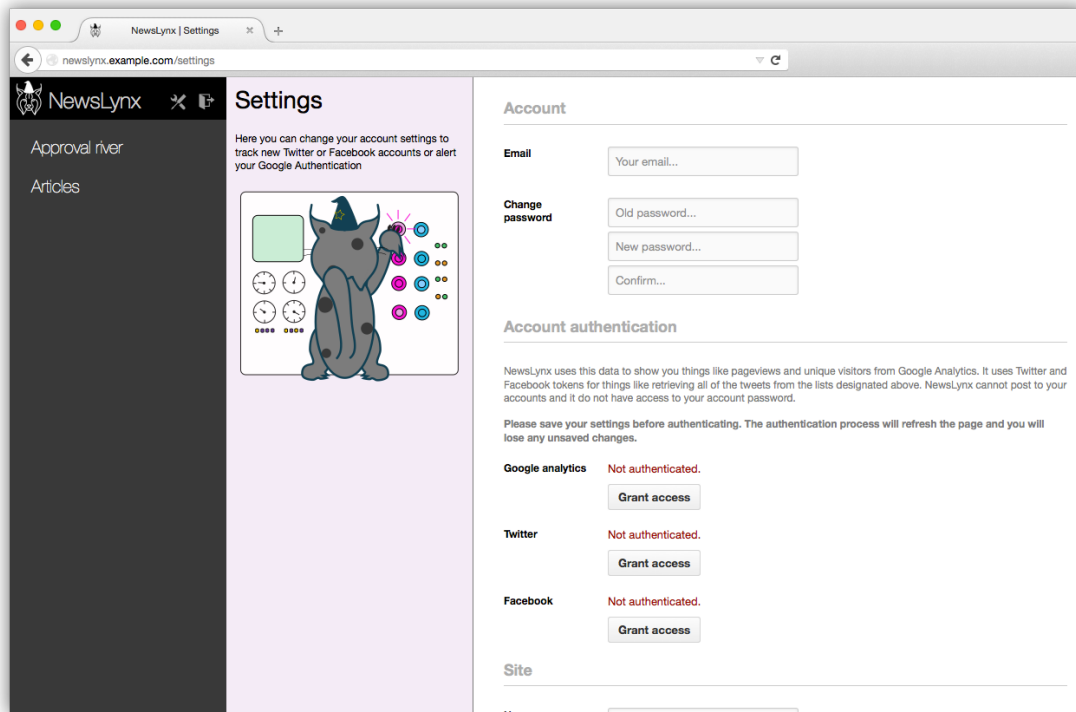 NewsLynx | Settings
newslynx.example.com/settings
NewsLynx
Approval river
Articles
Settings
Here you can change your account settings to
track new Twitter or Facebook accounts or alert
your Google Authentication
Account
Email
Your email...
Change
password
Old password...
New password...
Confirm...
Account authentication
NewsLynx uses this data to show you things like pageviews and unique visitors from Google Analytics. It uses Twitter and
Facebook tokens for things like retrieving all of the tweets from the lists designated above. NewsLynx cannot post to your
accounts and it do not have access to your account password.
Please save your settings before authenticating. The authentication process will refresh the page and you will
lose any unsaved changes.
Google analytics
Not authenticated.
Grant access
Twitter
Not authenticated.
Grant access
Facebook
Not authenticated.
Grant access
Site